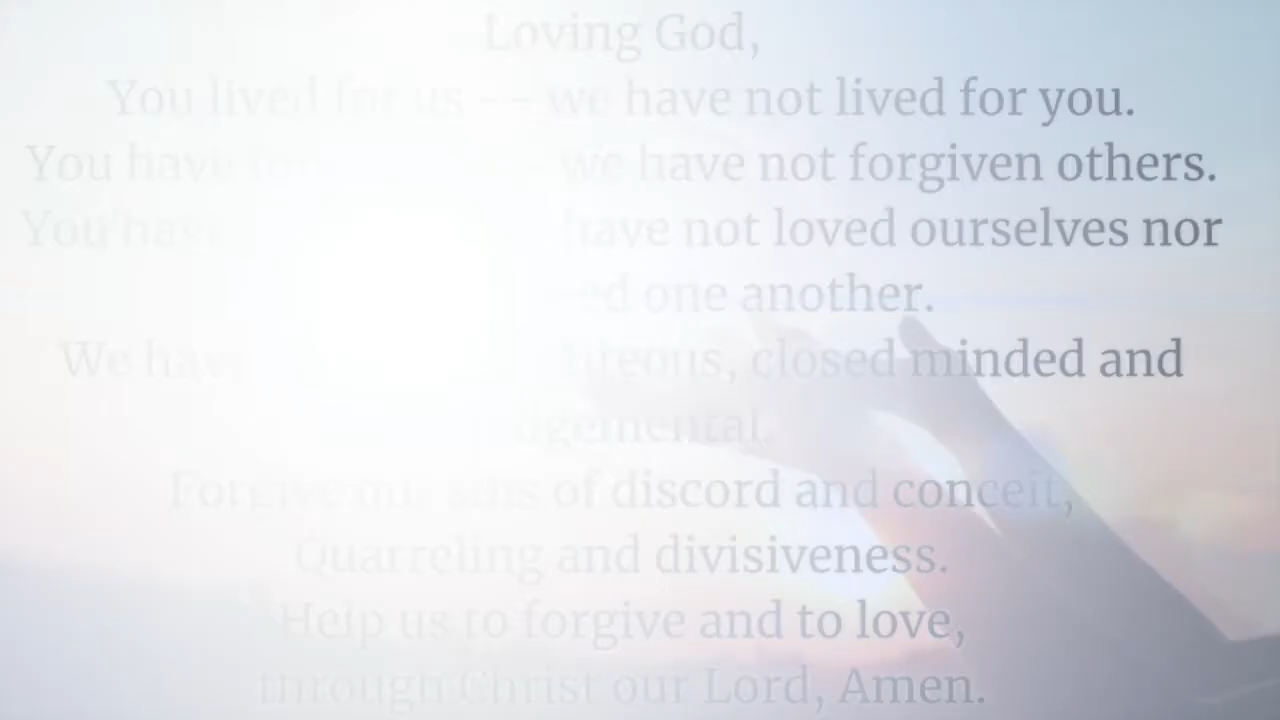 Loving God,
You lived for us - - we have not lived for you.
You have - we have not forgiven others.
You have have not loved ourselves nor
one another.
We have closed minded and
Forgive our sins of discord and conceit,
Quarreling and divisiveness.
Help us to forgive and to love,
through Christ our Lord, Amen.